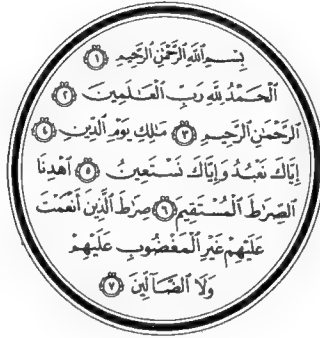 بِسْمِ ٱللَّهِ ٱلرَّحْمَٰنِ ٱلرَّحِيمِ ١
ٱلْحَمْدُ لِلَّهِ رَبِّ ٱلْعَٰلَمِينَ ٢
ٱلرَّحْمَٰنِ ٱلرَّحِيمِ ٣ مَٰلِكِ يَوْمِ ٱلدِّينِ ٤
إِيَّاكَ نَعْبُدُ وَإِيَّاكَ نَسْتَعِينُ ٥ ٱهْدِنَا
ٱلصِّرَٰطَ ٱلْمُسْتَقِيمَ ٦ صِرَٰطَ ٱلَّذِينَ أَنْعَمْتَ
عَلَيْهِمْ غَيْرِ ٱلْمَغْضُوبِ عَلَيْهِمْ
وَلَا ٱلضَّآلِّينَ ٧